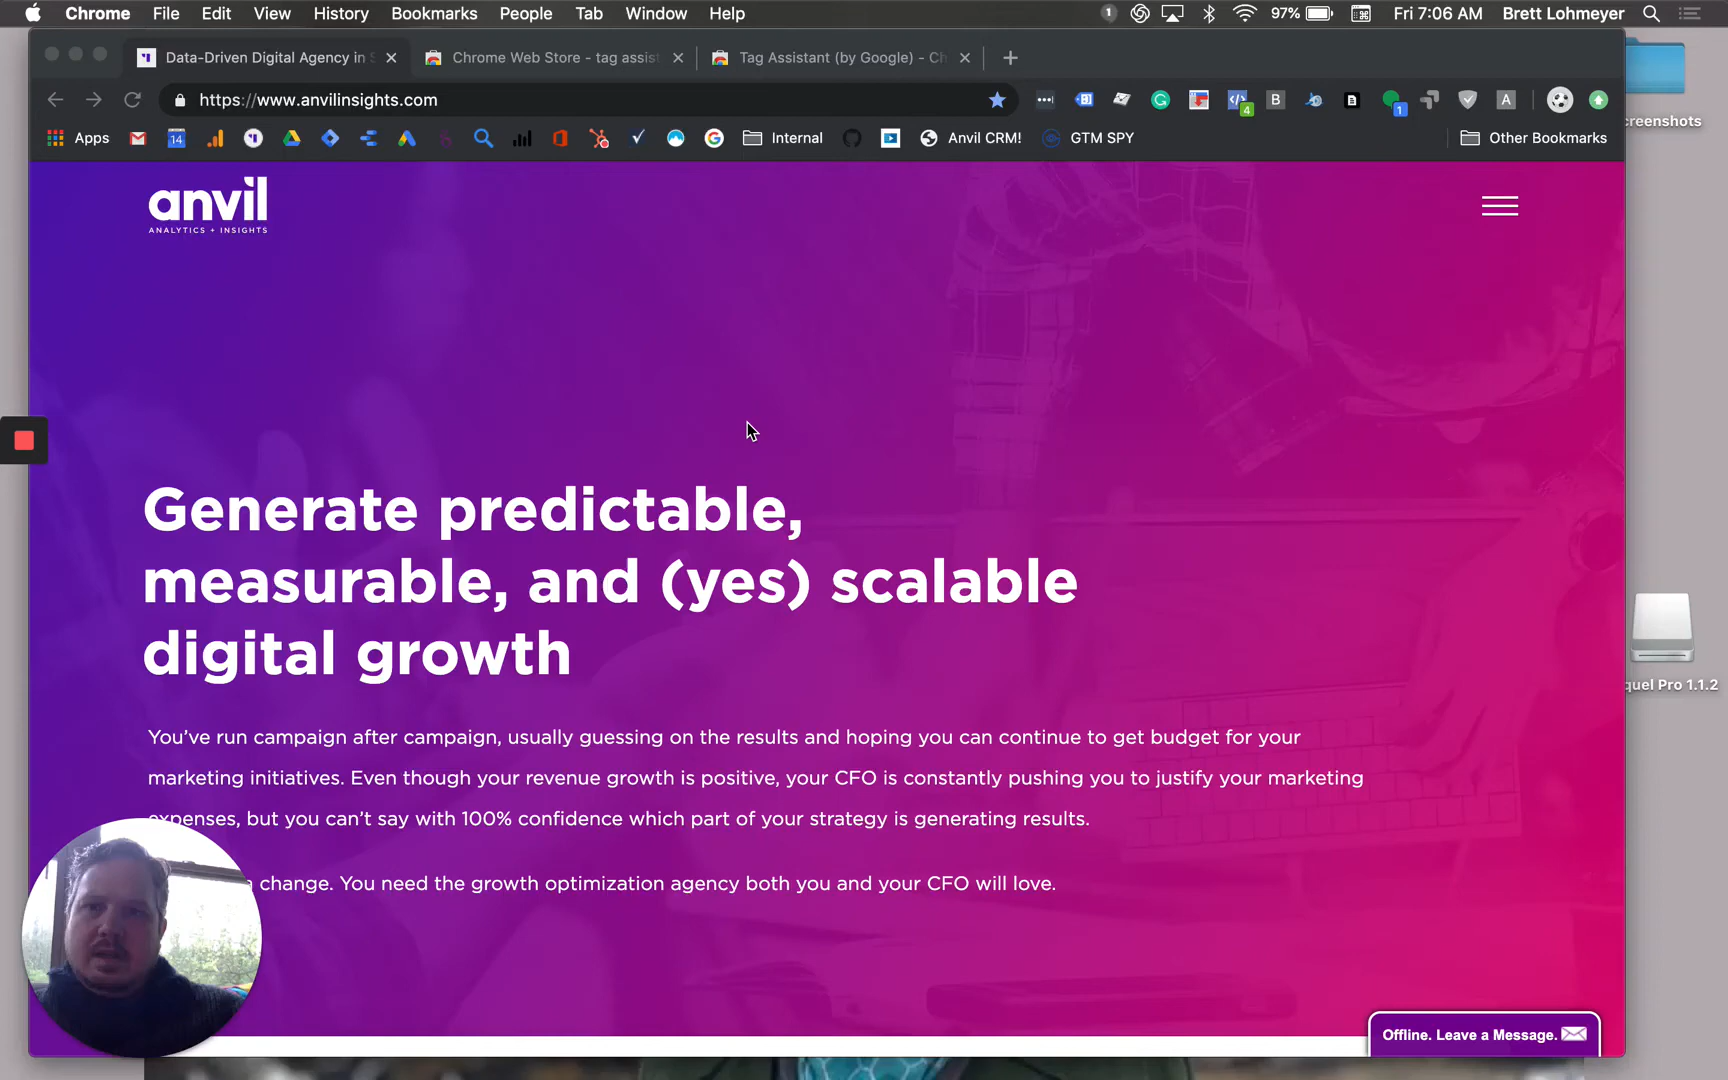 Chrome File Edit View History Bookmarks People Tab Window Help
1 97% Fri 7:06 AM Brett Lohmeyer
Data-Driven Digital Agency in
Chrome Web Store - tag assist
Tag Assistant (by Google) - Ch
https://www.anvilinsights.com
4
B
1
A
Apps
14
Internal
Anvil CRM!
GTM SPY
Other Bookmarks
creenshots
anvil
ANALYTICS + INSIGHTS
Generate predictable,
measurable, and (yes) scalable
digital growth
quel Pro 1.1.2
You've run campaign after campaign, usually guessing on the results and hoping you can continue to get budget for your
marketing initiatives. Even though your revenue growth is positive, your CFO is constantly pushing you to justify your marketing
expenses, but you can't say with 100% confidence which part of your strategy is generating results.
change. You need the growth optimization agency both you and your CFO will love.
Offline. Leave a Message.